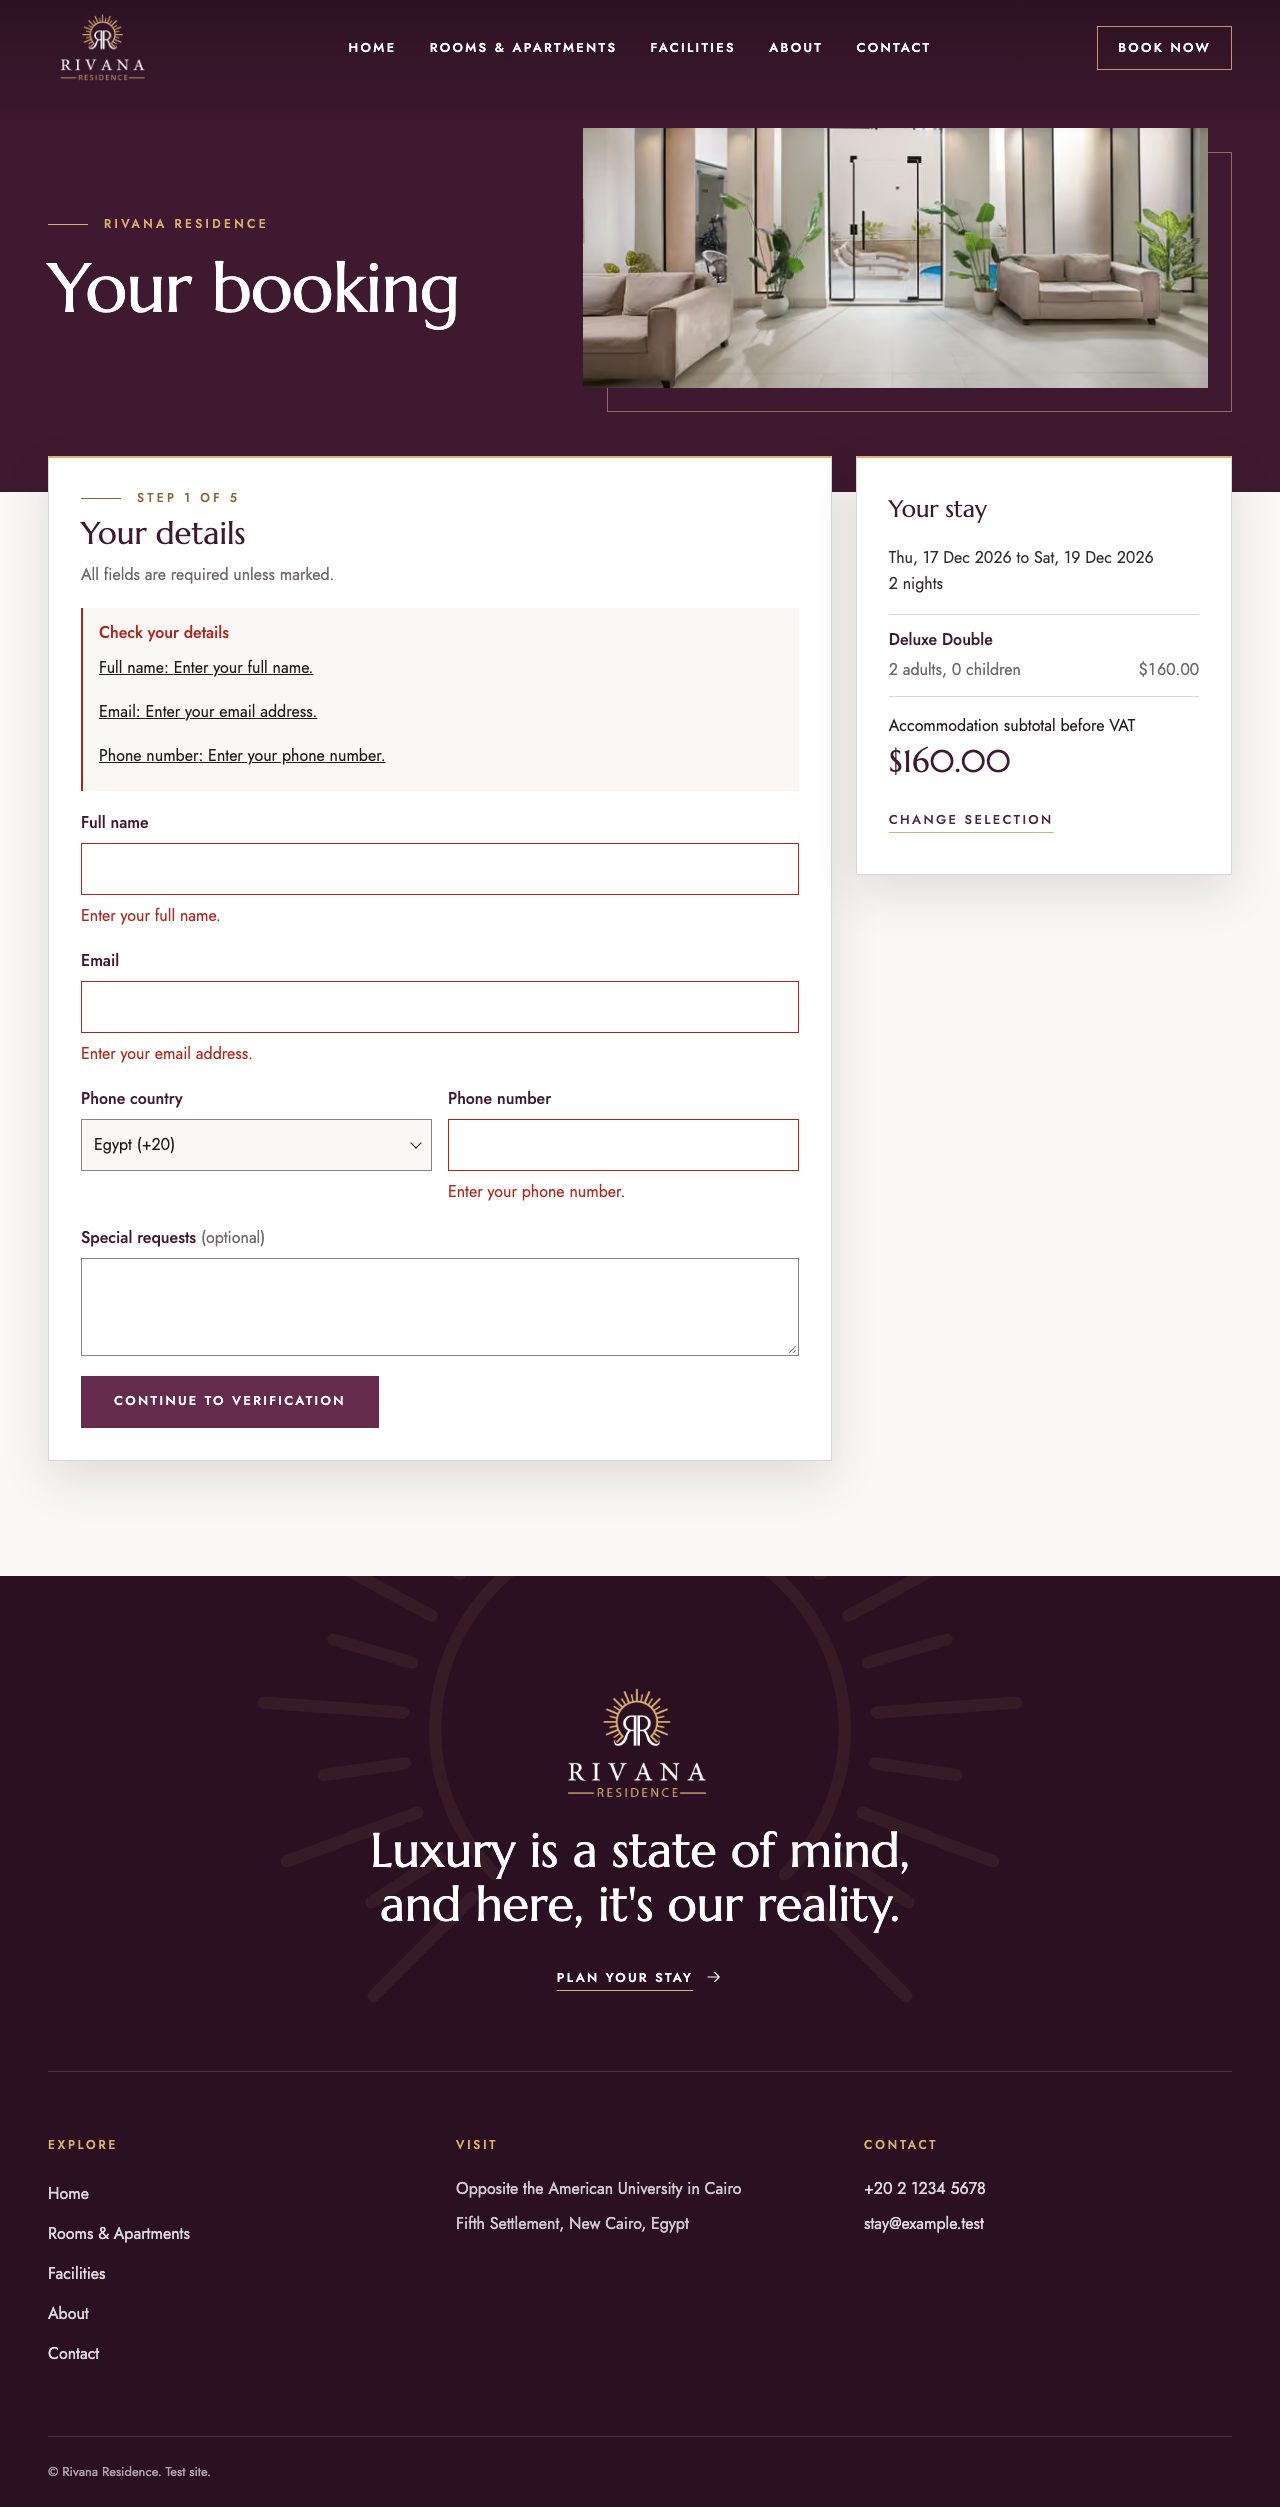 RIVANA
RESIDENCE
HOME
ROOMS & APARTMENTS
FACILITIES
ABOUT
CONTACT
BOOK NOW
RIVANA RESIDENCE
Your booking
STEP 1 OF 5
Your details
All fields are required unless marked.
Check your details
Full name: Enter your full name.
Email: Enter your email address.
Phone number: Enter your phone number.
Full name
Enter your full name.
Email
Enter your email address.
Phone country
Egypt (+20)
Phone number
Enter your phone number.
Special requests (optional)
CONTINUE TO VERIFICATION
Your stay
Thu, 17 Dec 2026 to Sat, 19 Dec 2026
2 nights
Deluxe Double
2 adults, 0 children $160.00
Accommodation subtotal before VAT
$160.00
CHANGE SELECTION
RIVANA
RESIDENCE
Luxury is a state of mind,
and here, it's our reality.
PLAN YOUR STAY →
EXPLORE
Home
Rooms & Apartments
Facilities
About
Contact
VISIT
Opposite the American University in Cairo
Fifth Settlement, New Cairo, Egypt
CONTACT
+20 2 1234 5678
stay@example.test
© Rivana Residence. Test site.